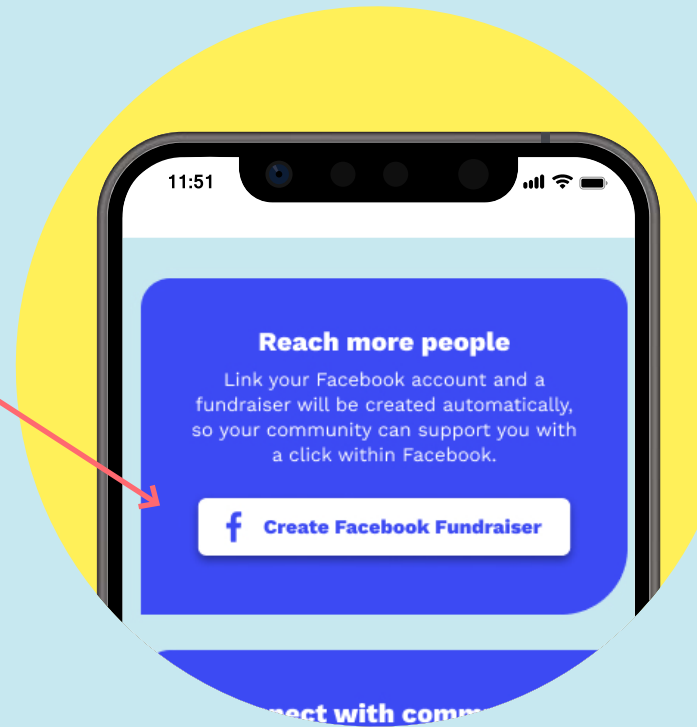 11:51
Reach more people
Link your Facebook account and a
fundraiser will be created automatically,
so your community can support you with
a click within Facebook.
Create Facebook Fundraiser
with